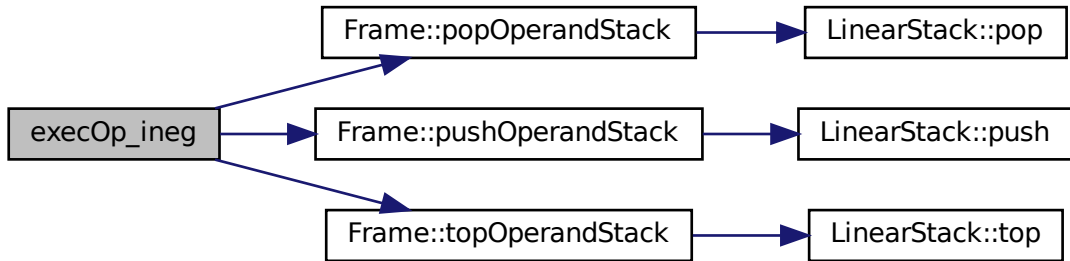 Frame::popOperandStack
LinearStack::pop
execOp_ineg
Frame::pushOperandStack
LinearStack::push
Frame::topOperandStack
LinearStack::top